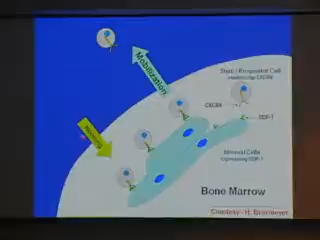 Mobilization
Stem / Progenitor Cell
expressing CXCR4
CXCR4
SDF-1
Homing
Stromal Cells
expressing SDF-1
Bone Marrow
Courtesy - H. Broxmeyer